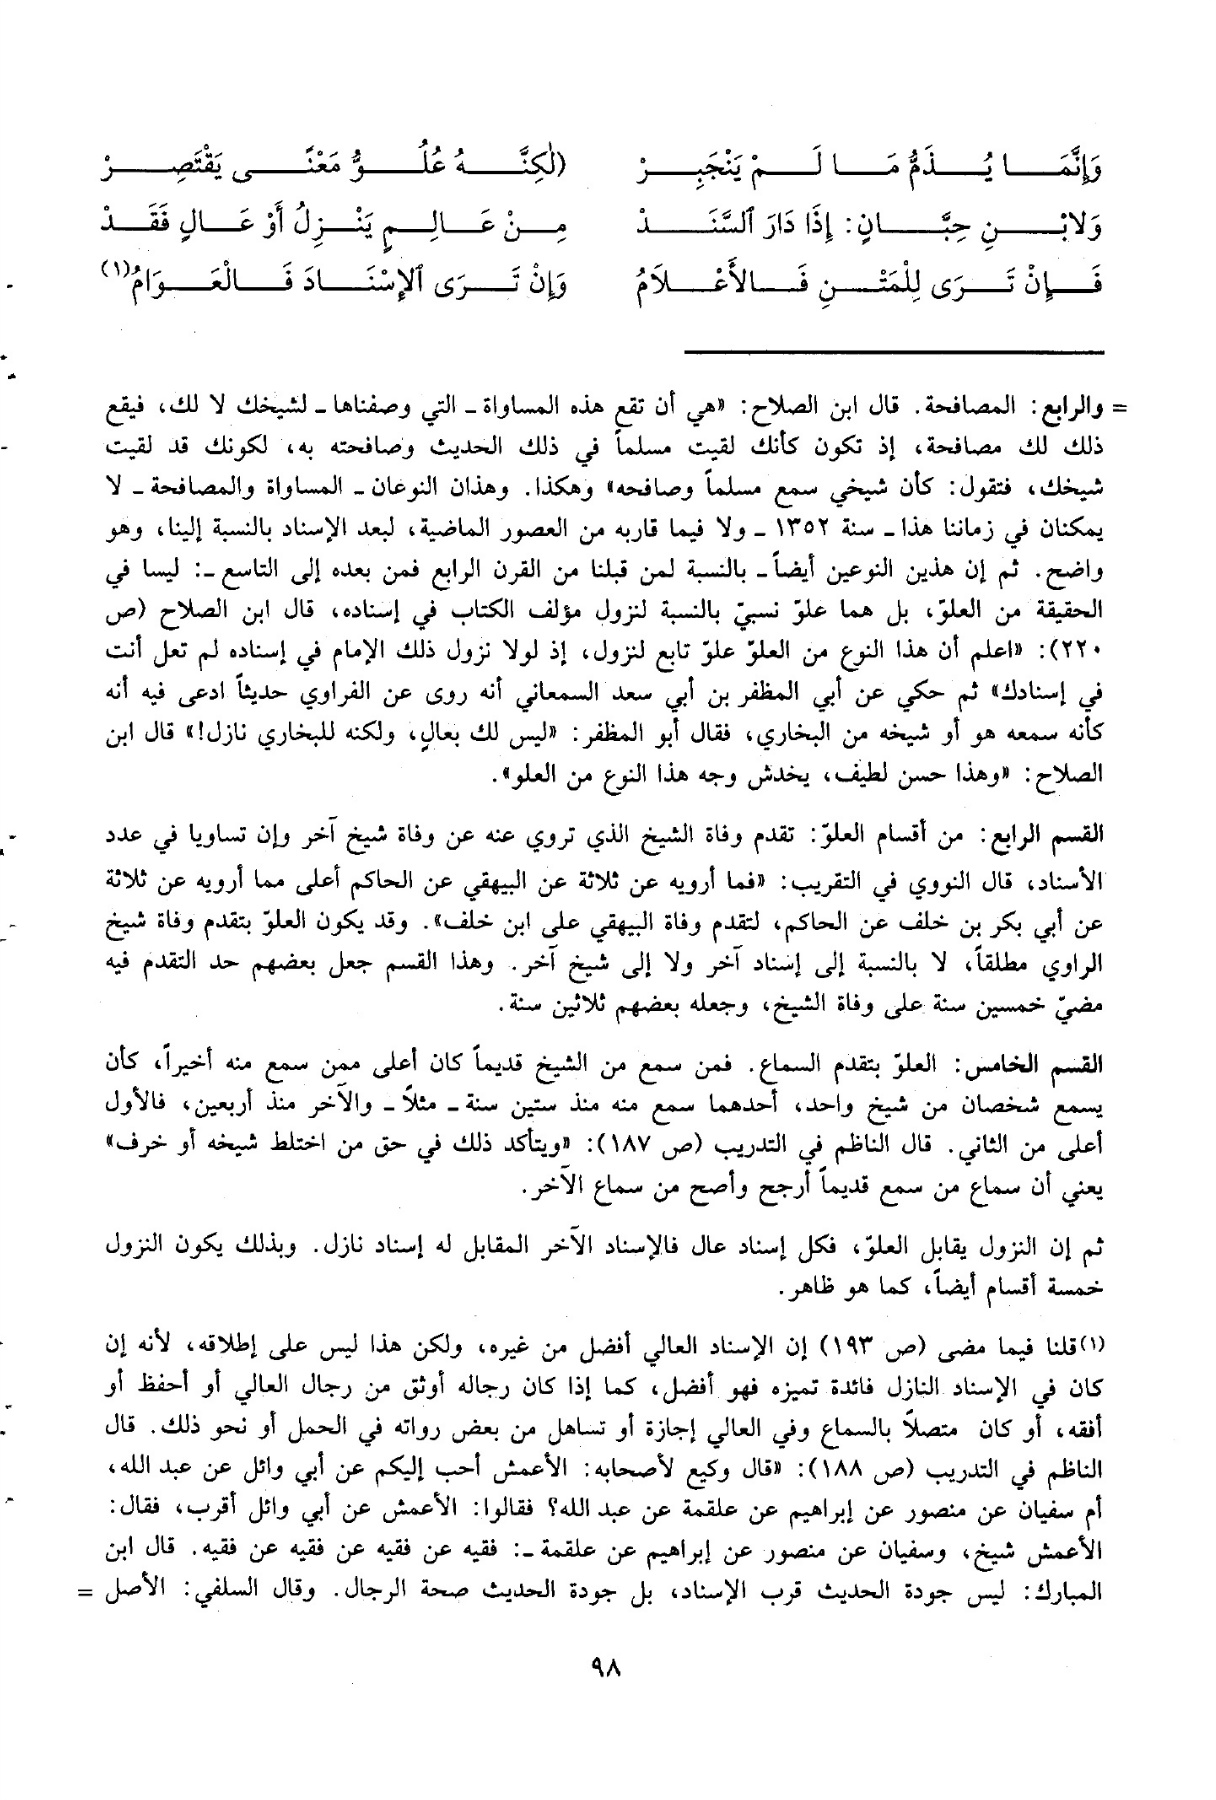 وَإِنَّمَا يُذَمُّ مَا لَمْ يَنْجَبِرْ (لٰكِنَّهُ عُلُوُّ مَعْنًى يَقْتَصِرْ
وَلابْنِ حِبَّانٍ: إِذَا دَارَ ٱلسَّنَدْ مِنْ عَالِمٍ يَنْزِلُ أَوْ عَالٍ فَقَدْ
فَإِنْ تَرَى لِلْمَتْنِ فَالأَعْلَامُ وَإِنْ تَرَى ٱلإِسْنَادَ فَالْعَوَامُ(١)
= والرابع: المصافحة. قال ابن الصلاح: «هي أن تقع هذه المساواة ـ التي وصفناها ـ لشيخك لا لك، فيقع
ذلك لك مصافحة، إذ تكون كأنك لقيت مسلماً في ذلك الحديث وصافحته به، لكونك قد لقيت
شيخك، فتقول: كأن شيخي سمع مسلماً وصافحه» وهكذا. وهذان النوعان ـ المساواة والمصافحة ـ لا
يمكنان في زماننا هذا ـ سنة ١٣٥٢ ـ ولا فيما قاربه من العصور الماضية، لبعد الإسناد بالنسبة إلينا، وهو
واضح. ثم إن هذين النوعين أيضاً ـ بالنسبة لمن قبلنا من القرن الرابع فمن بعده إلى التاسع ـ: ليسا في
الحقيقة من العلوّ، بل هما علوّ نسبيّ بالنسبة لنزول مؤلف الكتاب في إسناده، قال ابن الصلاح (ص
٢٢٠): «اعلم أن هذا النوع من العلوّ علوّ تابع لنزول، إذ لولا نزول ذلك الإمام في إسناده لم تعل أنت
في إسنادك» ثم حكي عن أبي المظفر بن أبي سعد السمعاني أنه روى عن الفراوي حديثاً ادعى فيه أنه
كأنه سمعه هو أو شيخه من البخاري، فقال أبو المظفر: «ليس لك بعالٍ، ولكنه للبخاري نازل!» قال ابن
الصلاح: «وهذا حسن لطيف، يخدش وجه هذا النوع من العلو».
القسم الرابع: من أقسام العلوّ: تقدم وفاة الشيخ الذي تروي عنه عن وفاة شيخ آخر وإن تساويا في عدد
الأسناد، قال النووي في التقريب: «فما أرويه عن ثلاثة عن البيهقي عن الحاكم أعلى مما أرويه عن ثلاثة
عن أبي بكر بن خلف عن الحاكم، لتقدم وفاة البيهقي على ابن خلف». وقد يكون العلوّ بتقدم وفاة شيخ
الراوي مطلقاً، لا بالنسبة إلى إسناد آخر ولا إلى شيخ آخر. وهذا القسم جعل بعضهم حد التقدم فيه
مضيّ خمسين سنة على وفاة الشيخ، وجعله بعضهم ثلاثين سنة.
القسم الخامس: العلوّ بتقدم السماع. فمن سمع من الشيخ قديماً كان أعلى ممن سمع منه أخيراً، كأن
يسمع شخصان من شيخ واحد، أحدهما سمع منه منذ ستين سنة ـ مثلاً ـ والآخر منذ أربعين، فالأول
أعلى من الثاني. قال الناظم في التدريب (ص ١٨٧): «ويتأكد ذلك في حق من اختلط شيخه أو خرف»
يعني أن سماع من سمع قديماً أرجح وأصح من سماع الآخر.
ثم إن النزول يقابل العلوّ، فكل إسناد عال فالإسناد الآخر المقابل له إسناد نازل. وبذلك يكون النزول
خمسة أقسام أيضاً، كما هو ظاهر.
(١) قلنا فيما مضى (ص ١٩٣) إن الإسناد العالي أفضل من غيره، ولكن هذا ليس على إطلاقه، لأنه إن
كان في الإسناد النازل فائدة تميزه فهو أفضل، كما إذا كان رجاله أوثق من رجال العالي أو أحفظ أو
أفقه، أو كان متصلاً بالسماع وفي العالي إجازة أو تساهل من بعض رواته في الحمل أو نحو ذلك. قال
الناظم في التدريب (ص ١٨٨): «قال وكيع لأصحابه: الأعمش أحب إليكم عن أبي وائل عن عبد الله،
أم سفيان عن منصور عن إبراهيم عن علقمة عن عبد الله؟ فقالوا: الأعمش عن أبي وائل أقرب، فقال:
الأعمش شيخ، وسفيان عن منصور عن إبراهيم عن علقمة ـ: فقيه عن فقيه عن فقيه عن فقيه. قال ابن
المبارك: ليس جودة الحديث قرب الإسناد، بل جودة الحديث صحة الرجال. وقال السلفي: الأصل =
٩٨